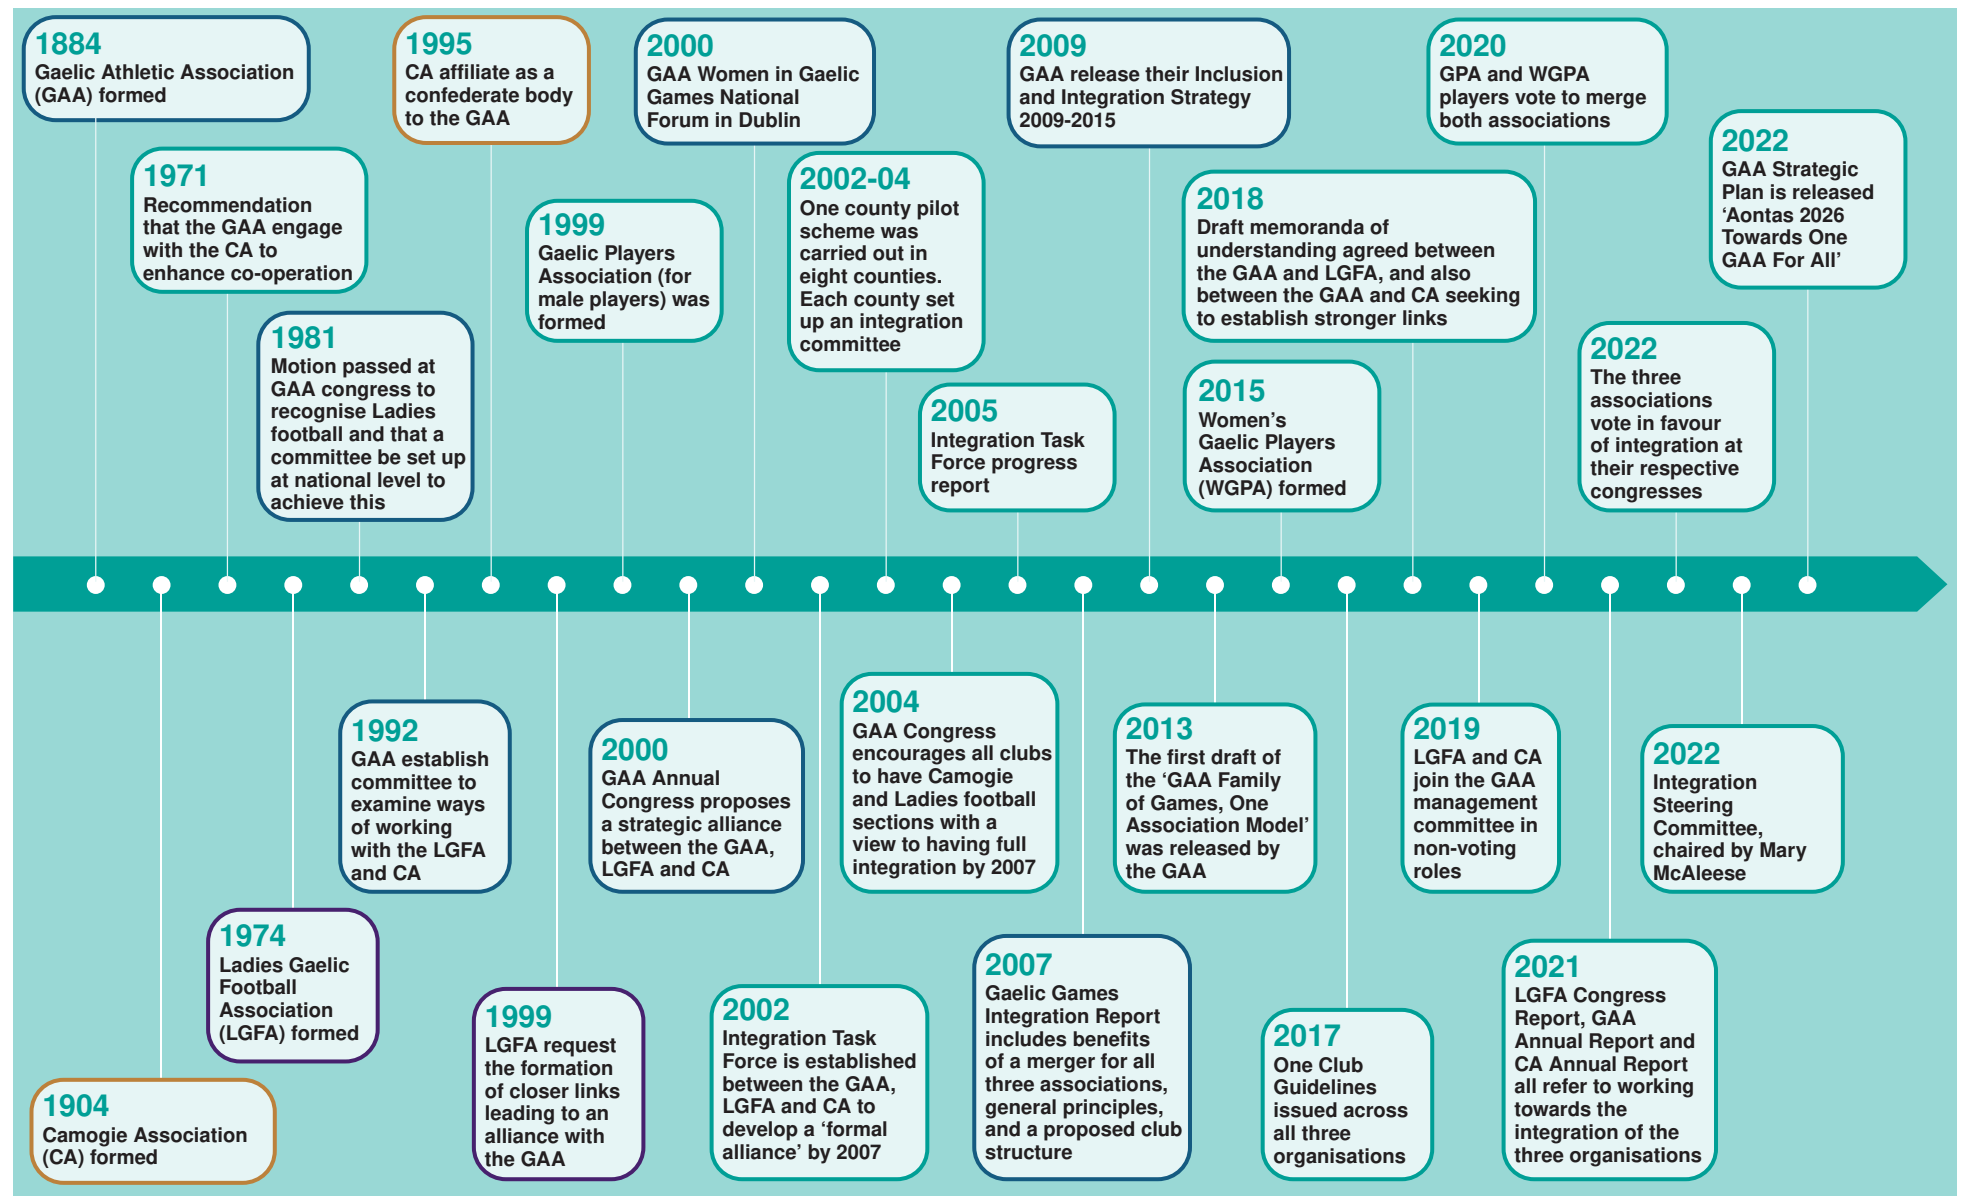 1884
Gaelic Athletic Association
(GAA) formed
1904
Camogie Association
(CA) formed
1971
Recommendation
that the GAA engage
with the CA to
enhance co-operation
1974
Ladies Gaelic
Football
Association
(LGFA) formed
1981
Motion passed at
GAA congress to
recognise Ladies
football and that a
committee be set up
at national level to
achieve this
1992
GAA establish
committee to
examine ways
of working
with the LGFA
and CA
1995
CA affiliate as a
confederate body
to the GAA
1999
LGFA request
the formation
of closer links
leading to an
alliance with
the GAA
1999
Gaelic Players
Association (for
male players) was
formed
2000
GAA Annual
Congress proposes
a strategic alliance
between the GAA,
LGFA and CA
2000
GAA Women in Gaelic
Games National
Forum in Dublin
2002
Integration Task
Force is established
between the GAA,
LGFA and CA to
develop a ‘formal
alliance’ by 2007
2002-04
One county pilot
scheme was
carried out in
eight counties.
Each county set
up an integration
committee
2004
GAA Congress
encourages all clubs
to have Camogie
and Ladies football
sections with a
view to having full
integration by 2007
2005
Integration Task
Force progress
report
2007
Gaelic Games
Integration Report
includes benefits
of a merger for all
three associations,
general principles,
and a proposed club
structure
2009
GAA release their Inclusion
and Integration Strategy
2009-2015
2013
The first draft of
the ‘GAA Family
of Games, One
Association Model’
was released by
the GAA
2015
Women’s
Gaelic Players
Association
(WGPA) formed
2017
One Club
Guidelines
issued across
all three
organisations
2018
Draft memoranda of
understanding agreed between
the GAA and LGFA, and also
between the GAA and CA seeking
to establish stronger links
2019
LGFA and CA
join the GAA
management
committee in
non-voting
roles
2020
GPA and WGPA
players vote to merge
both associations
2021
LGFA Congress
Report, GAA
Annual Report and
CA Annual Report
all refer to working
towards the
integration of the
three organisations
2022
The three
associations
vote in favour
of integration at
their respective
congresses
2022
Integration
Steering
Committee,
chaired by Mary
McAleese
2022
GAA Strategic
Plan is released
‘Aontas 2026
Towards One
GAA For All’